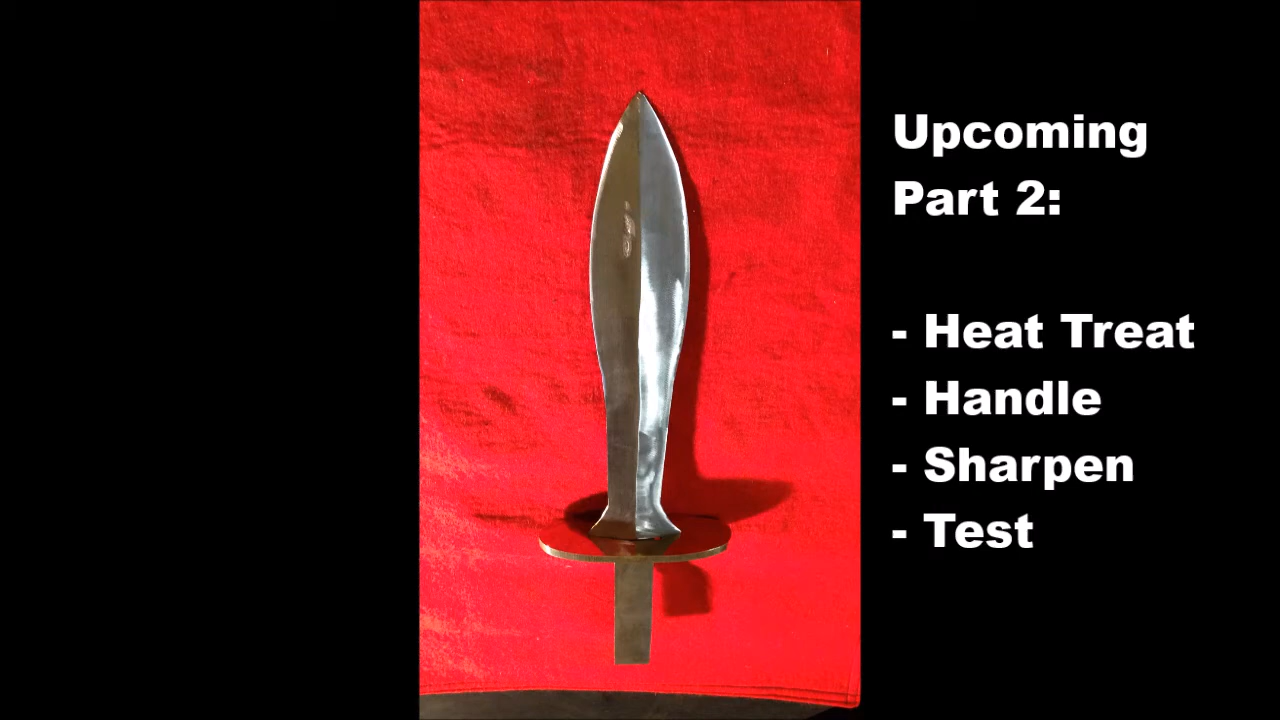 Upcoming
Part 2:
- Heat Treat
- Handle
- Sharpen
- Test